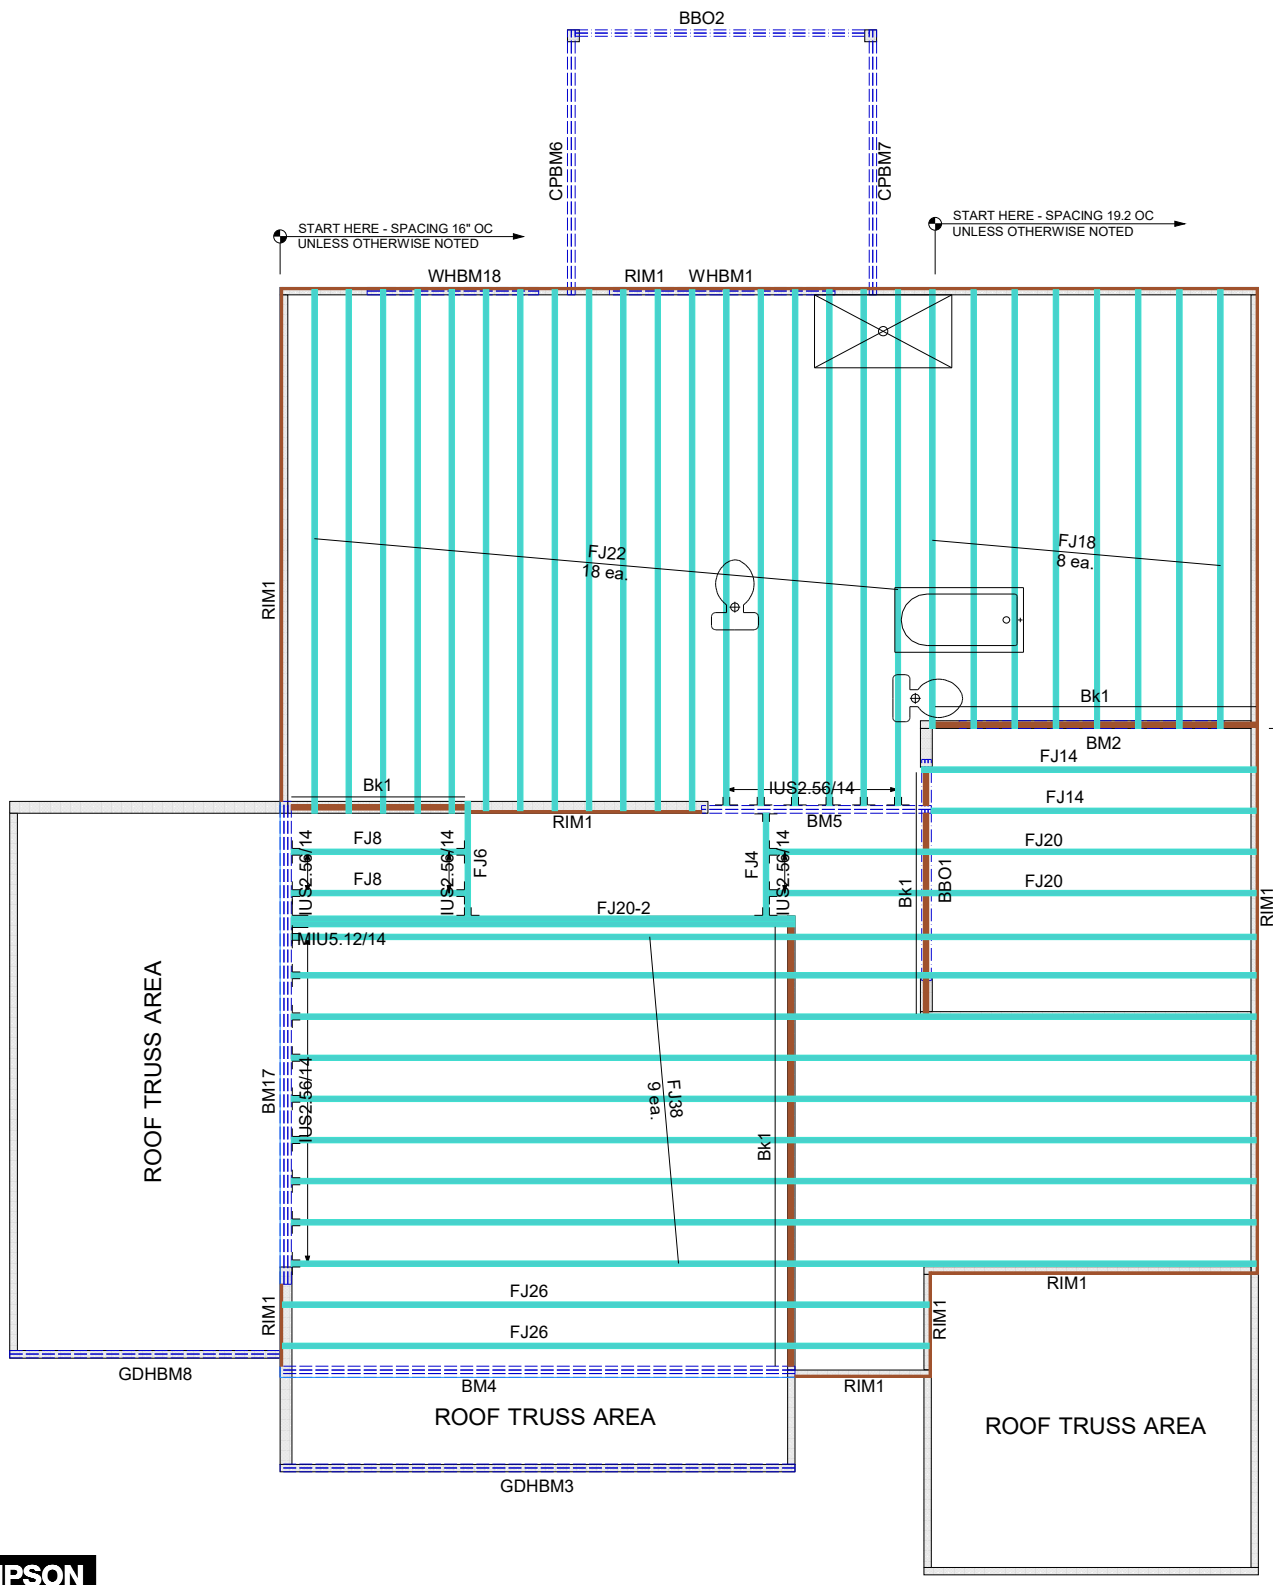 BBO2
CPBM6
CPBM7
START HERE - SPACING 16" OC
UNLESS OTHERWISE NOTED
START HERE - SPACING 19.2 OC
UNLESS OTHERWISE NOTED
WHBM18
RIM1
WHBM1
FJ22
18 ea.
FJ18
8 ea.
RIM1
Bk1
BM2
FJ14
Bk1
IUS2.56/14
FJ14
RIM1
BM5
FJ8
FJ20
IUS2.56/14
IUS2.56/14
FJ6
FJ4
IUS2.56/14
Bk1
BBO1
FJ8
FJ20
RIM1
FJ20-2
MIU5.12/14
ROOF TRUSS AREA
BM17
IUS2.56/14
FJ38
9 ea.
Bk1
RIM1
FJ26
RIM1
RIM1
FJ26
GDHBM8
BM4
RIM1
ROOF TRUSS AREA
ROOF TRUSS AREA
GDHBM3